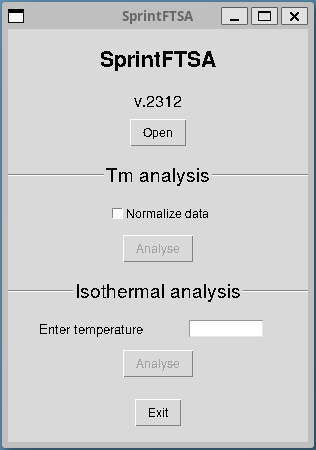 SprintFTSA
SprintFTSA
v.2312
Open
Tm analysis
Normalize data
Analyse
Isothermal analysis
Enter temperature
Analyse
Exit